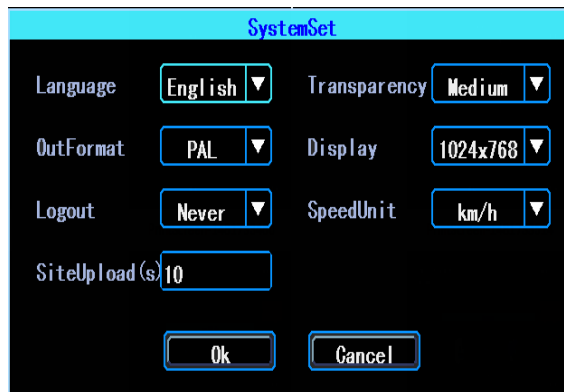 SystemSet
Language English Transparency Medium
OutFormat PAL Display 1024x768
Logout Never SpeedUnit km/h
SiteUpload(s) 10
Ok Cancel